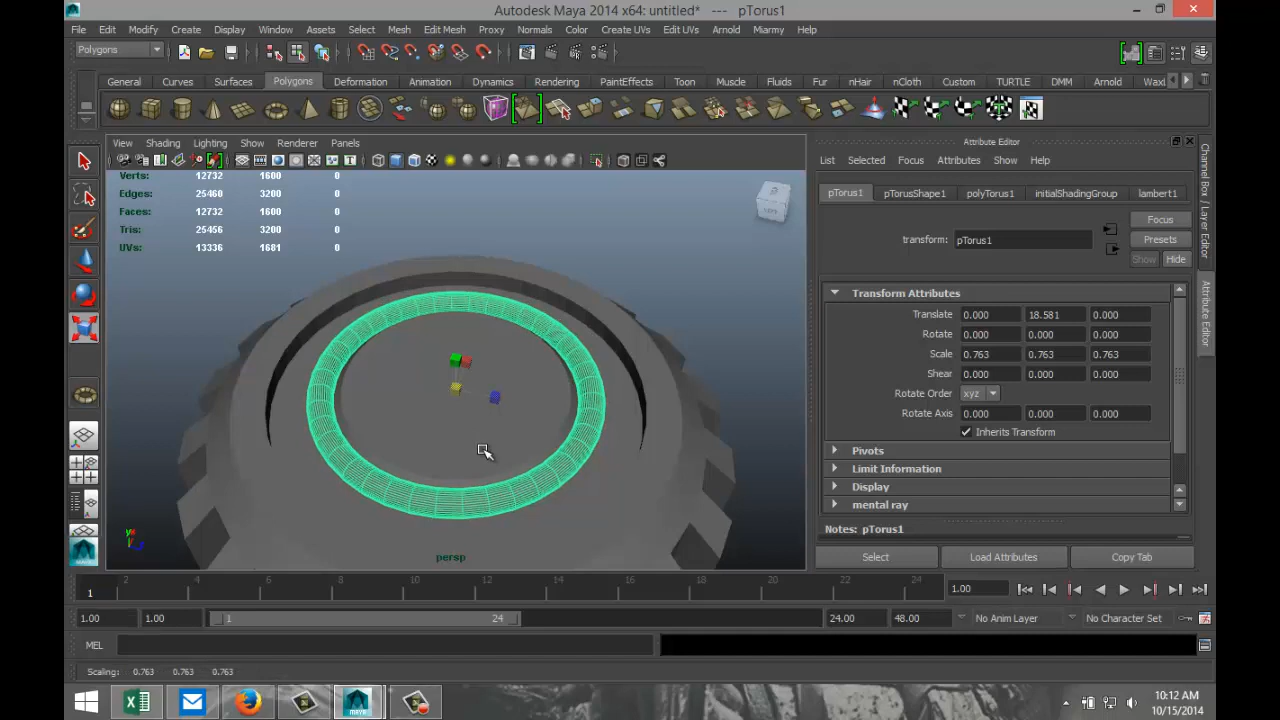 Autodesk Maya 2014 x64: untitled* --- pTorus1
File Edit Modify Create Display Window Assets Select Mesh Edit Mesh Proxy Normals Color Create UVs Edit UVs Arnold Miarmy Help
Polygons
General Curves Surfaces Polygons Deformation Animation Dynamics Rendering PaintEffects Toon Muscle Fluids Fur nHair nCloth Custom TURTLE DMM Arnold Waxl
View Shading Lighting Show Renderer Panels
Verts: 12732 1600 0
Edges: 25460 3200 0
Faces: 12732 1600 0
Tris: 25456 3200 0
UVs: 13336 1681 0
persp
Attribute Editor
List Selected Focus Attributes Show Help
pTorus1 pTorusShape1 polyTorus1 initialShadingGroup lambert1
transform: pTorus1
Focus
Presets
Show Hide
Transform Attributes
Translate 0.000 18.581 0.000
Rotate 0.000 0.000 0.000
Scale 0.763 0.763 0.763
Shear 0.000 0.000 0.000
Rotate Order xyz
Rotate Axis 0.000 0.000 0.000
Inherits Transform
Pivots
Limit Information
Display
mental ray
Notes: pTorus1
Select Load Attributes Copy Tab
Channel Box / Layer Editor
Attribute Editor
2 4 6 8 10 12 14 16 18 20 22 24
1
1.00
1.00 1.00 1 24 24.00 48.00 No Anim Layer No Character Set
MEL
Scaling: 0.763 0.763 0.763
10:12 AM
10/15/2014